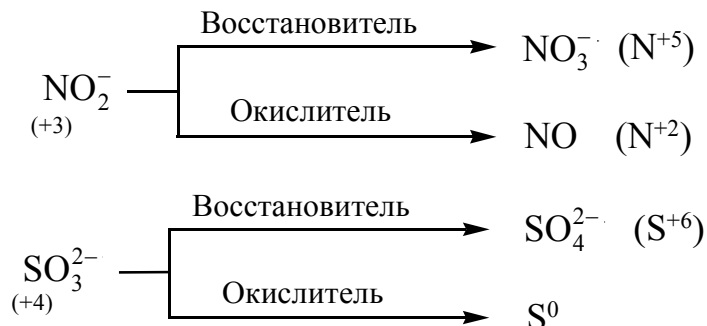 Восстановитель
NO₃⁻ (N⁺⁵)
NO₂⁻
(+3)
Окислитель
NO (N⁺²)
Восстановитель
SO₄²⁻ (S⁺⁶)
SO₃²⁻
(+4)
Окислитель
S⁰